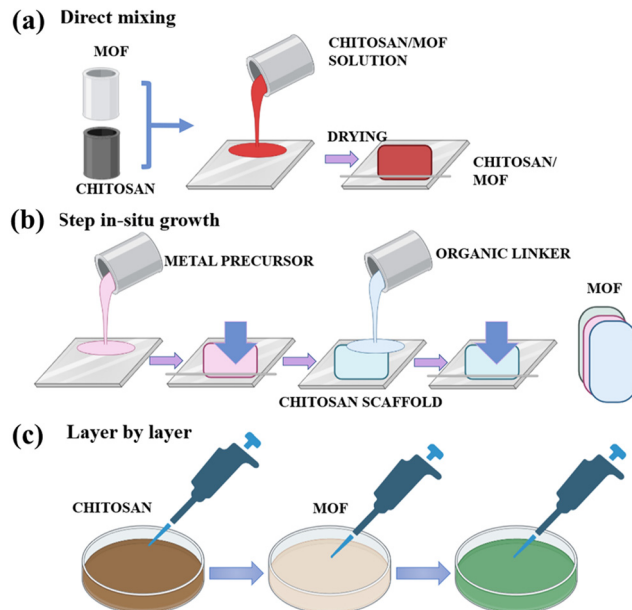 (a) Direct mixing
MOF
CHITOSAN
CHITOSAN/MOF
SOLUTION
DRYING
CHITOSAN/
MOF
(b) Step in-situ growth
METAL PRECURSOR
ORGANIC LINKER
MOF
CHITOSAN SCAFFOLD
(c) Layer by layer
CHITOSAN
MOF